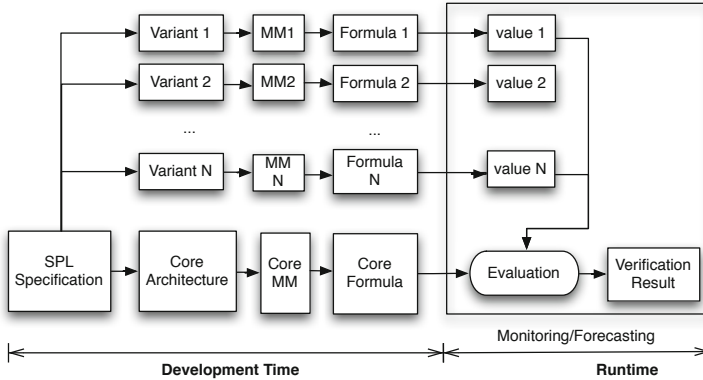 Variant 1 MM1 Formula 1 value 1
Variant 2 MM2 Formula 2 value 2
... ...
Variant N MM N Formula N value N
SPL Specification
Core Architecture
Core MM
Core Formula
Evaluation
Verification Result
Monitoring/Forecasting
Development Time Runtime